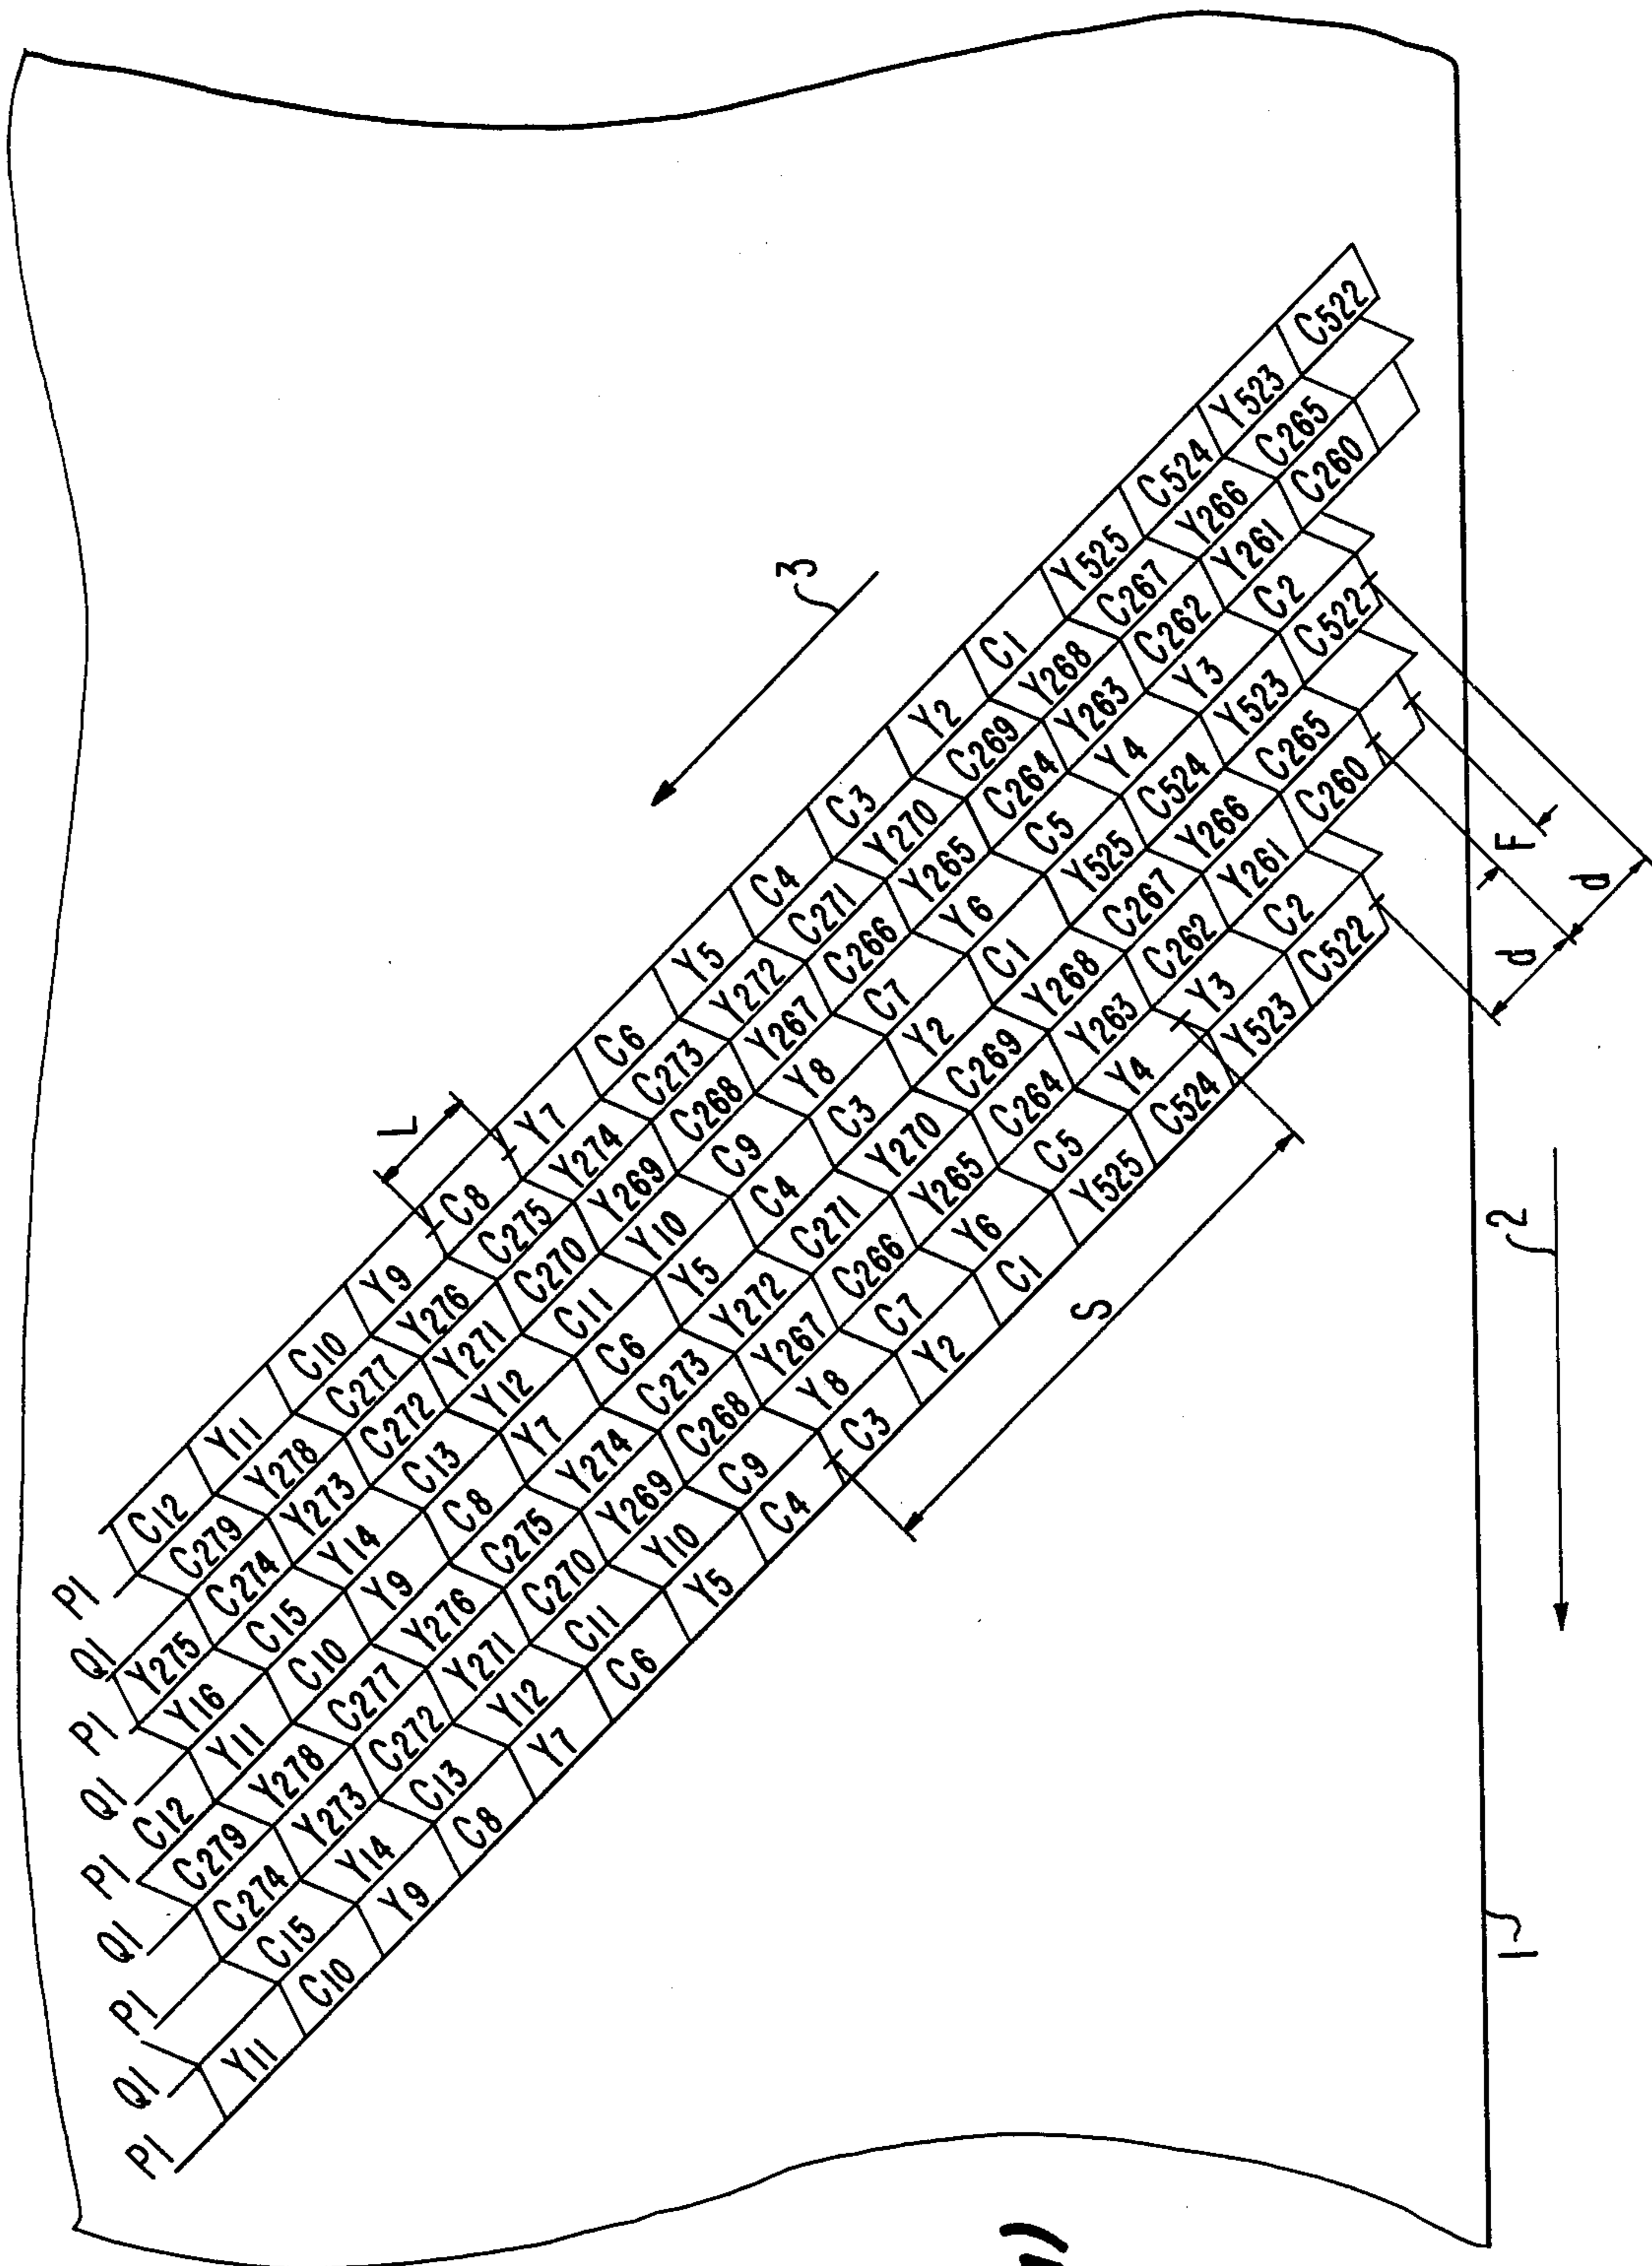 P1 C12 Y11 C10 Y9 C8 Y7 C6 Y5 C4 C3 Y2 C1 Y525 C524 Y523 C522
Q1 C279 Y278 C277 Y276 C275 Y274 C273 Y272 C271 Y270 C269 Y268 C267 Y266 C265
P1 Y275 C274 Y273 C272 Y271 C270 Y269 C268 Y267 C266 Y265 C264 Y263 C262 Y261 C260
Q1 Y16 C15 Y14 C13 Y12 C11 Y10 C9 Y8 C7 Y6 C5 Y4 Y3 C2
P1 C12 Y11 C10 Y9 C8 Y7 C6 Y5 C4 C3 Y2 C1 Y525 C524 Y523 C522
Q1 C279 Y278 C277 Y276 C275 Y274 C273 Y272 C271 Y270 C269 Y268 C267 Y266 C265
P1 C274 Y273 C272 Y271 C270 Y269 C268 Y267 C266 Y265 C264 Y263 C262 Y261 C260
Q1 C15 Y14 C13 Y12 C11 Y10 C9 Y8 C7 Y6 C5 Y4 Y3 C2
P1 Y11 C10 Y9 C8 Y7 C6 Y5 C4 C3 Y2 C1 Y525 C524 Y523 C522
3
L
S
F
d
d
2
1